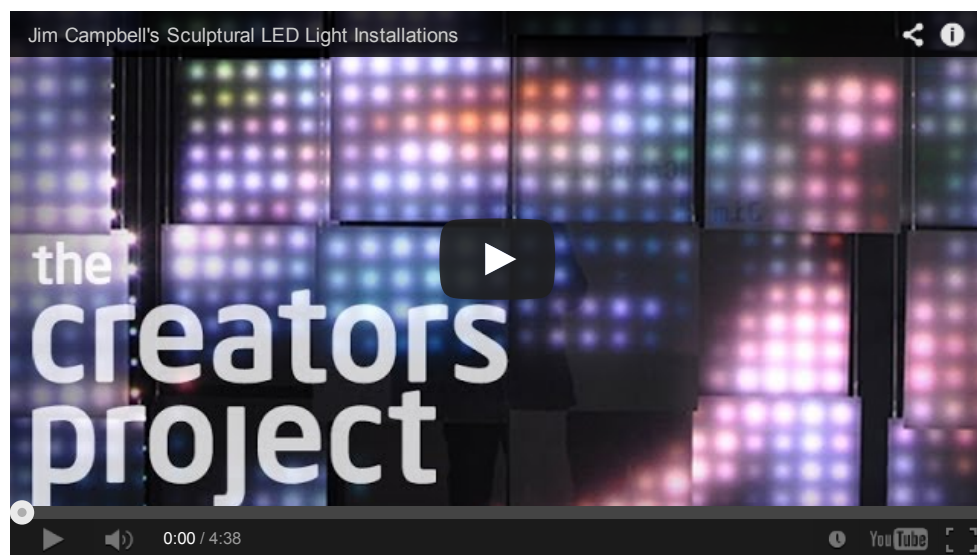 Jim Campbell's Sculptural LED Light Installations
the
creators
project
0:00 / 4:38
YouTube